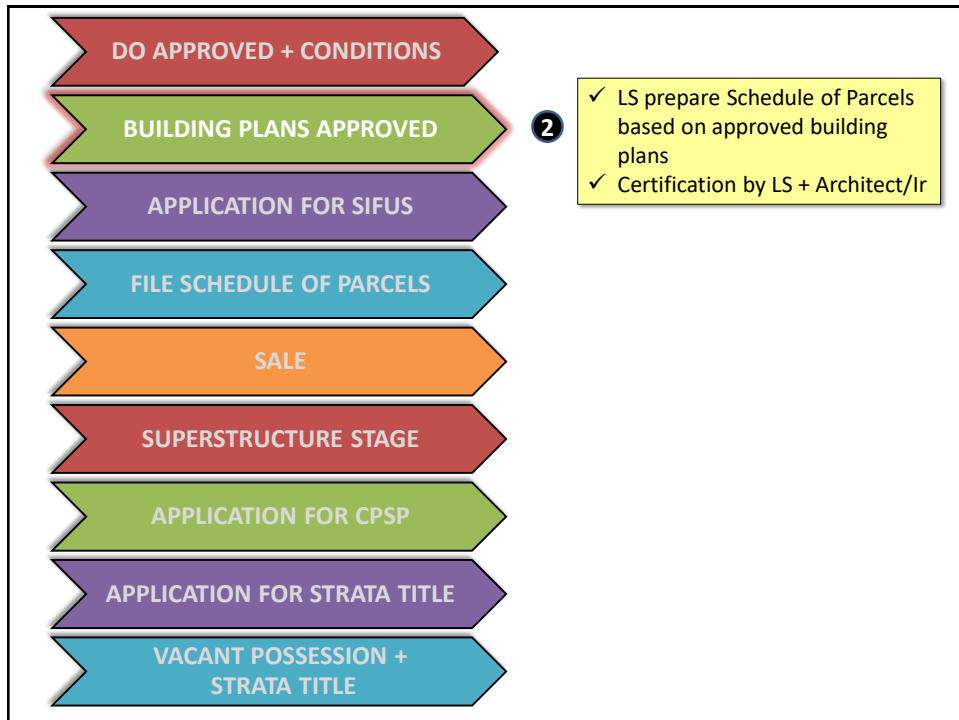 DO APPROVED + CONDITIONS
BUILDING PLANS APPROVED
2
✓ LS prepare Schedule of Parcels
based on approved building
plans
✓ Certification by LS + Architect/Ir
APPLICATION FOR SIFUS
FILE SCHEDULE OF PARCELS
SALE
SUPERSTRUCTURE STAGE
APPLICATION FOR CPSP
APPLICATION FOR STRATA TITLE
VACANT POSSESSION +
STRATA TITLE